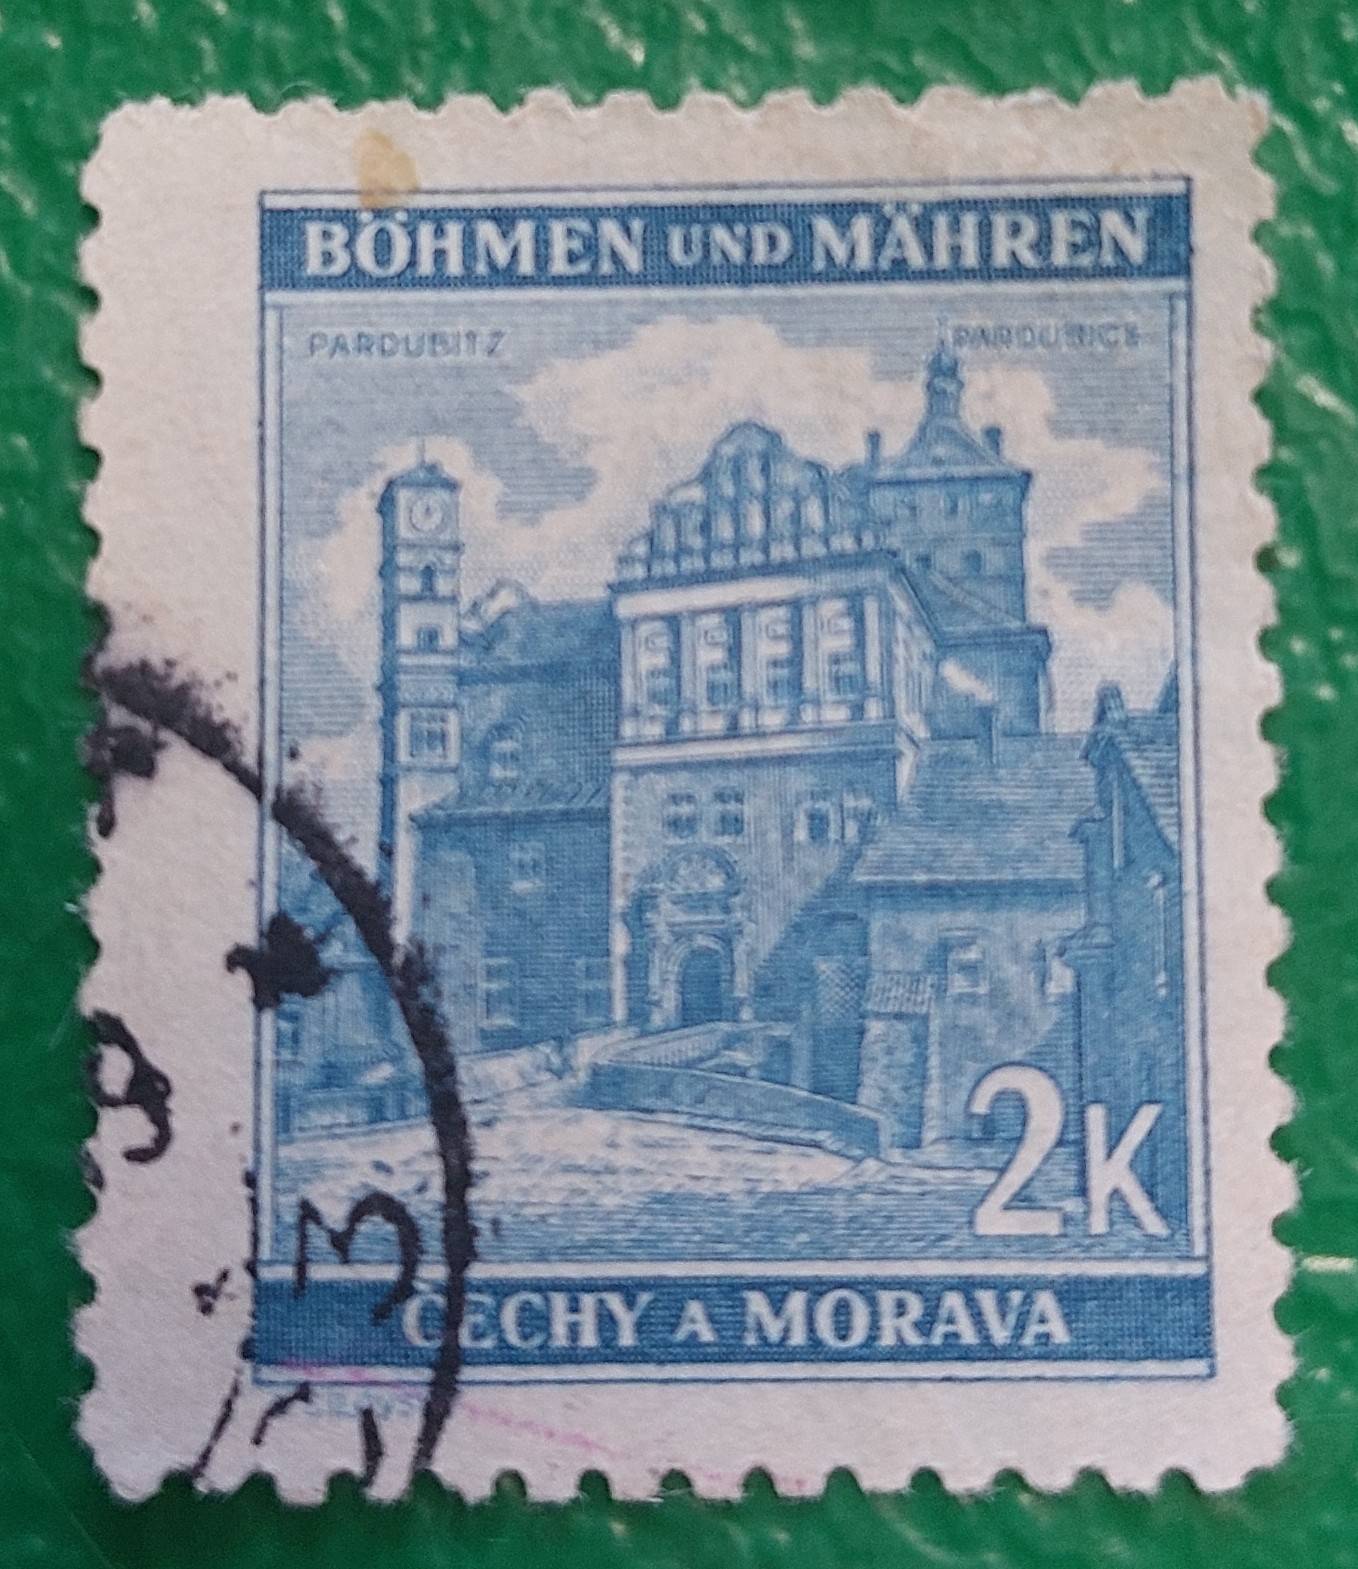 BÖHMEN UND MÄHREN
PARDUBITZ PARDUBICE
2K
ČECHY A MORAVA